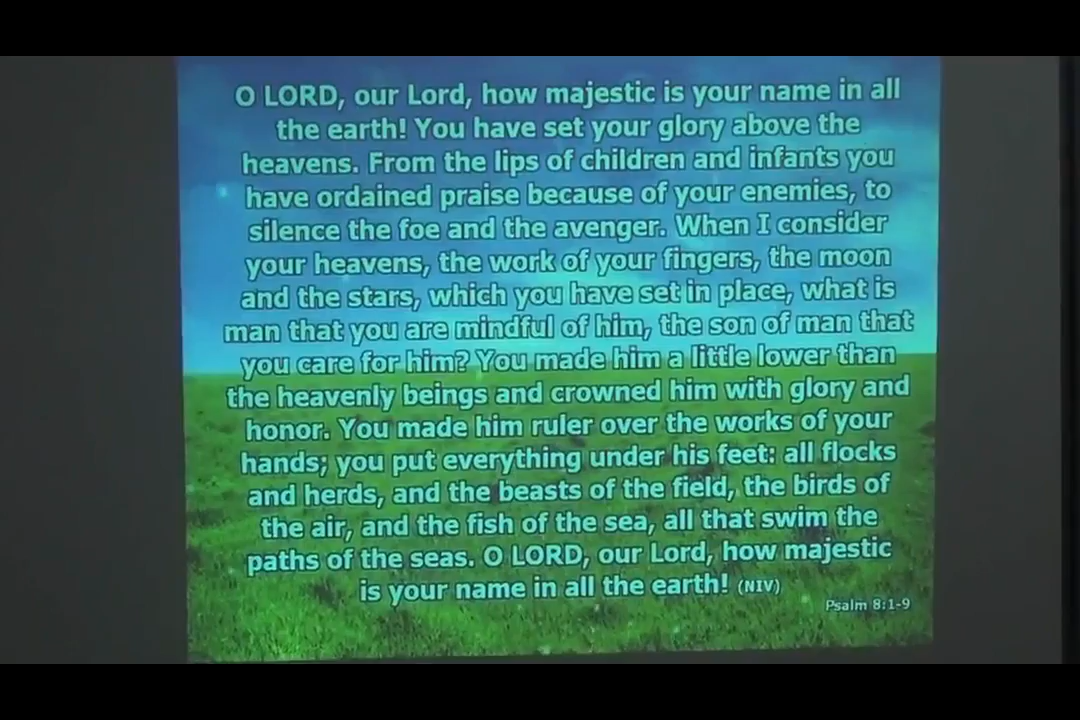 O LORD, our Lord, how majestic is your name in all
the earth! You have set your glory above the
heavens. From the lips of children and infants you
have ordained praise because of your enemies, to
silence the foe and the avenger. When I consider
your heavens, the work of your fingers, the moon
and the stars, which you have set in place, what is
man that you are mindful of him, the son of man that
you care for him? You made him a little lower than
the heavenly beings and crowned him with glory and
honor. You made him ruler over the works of your
hands; you put everything under his feet: all flocks
and herds, and the beasts of the field, the birds of
the air, and the fish of the sea, all that swim the
paths of the seas. O LORD, our Lord, how majestic
is your name in all the earth! (NIV)
Psalm 8:1-9